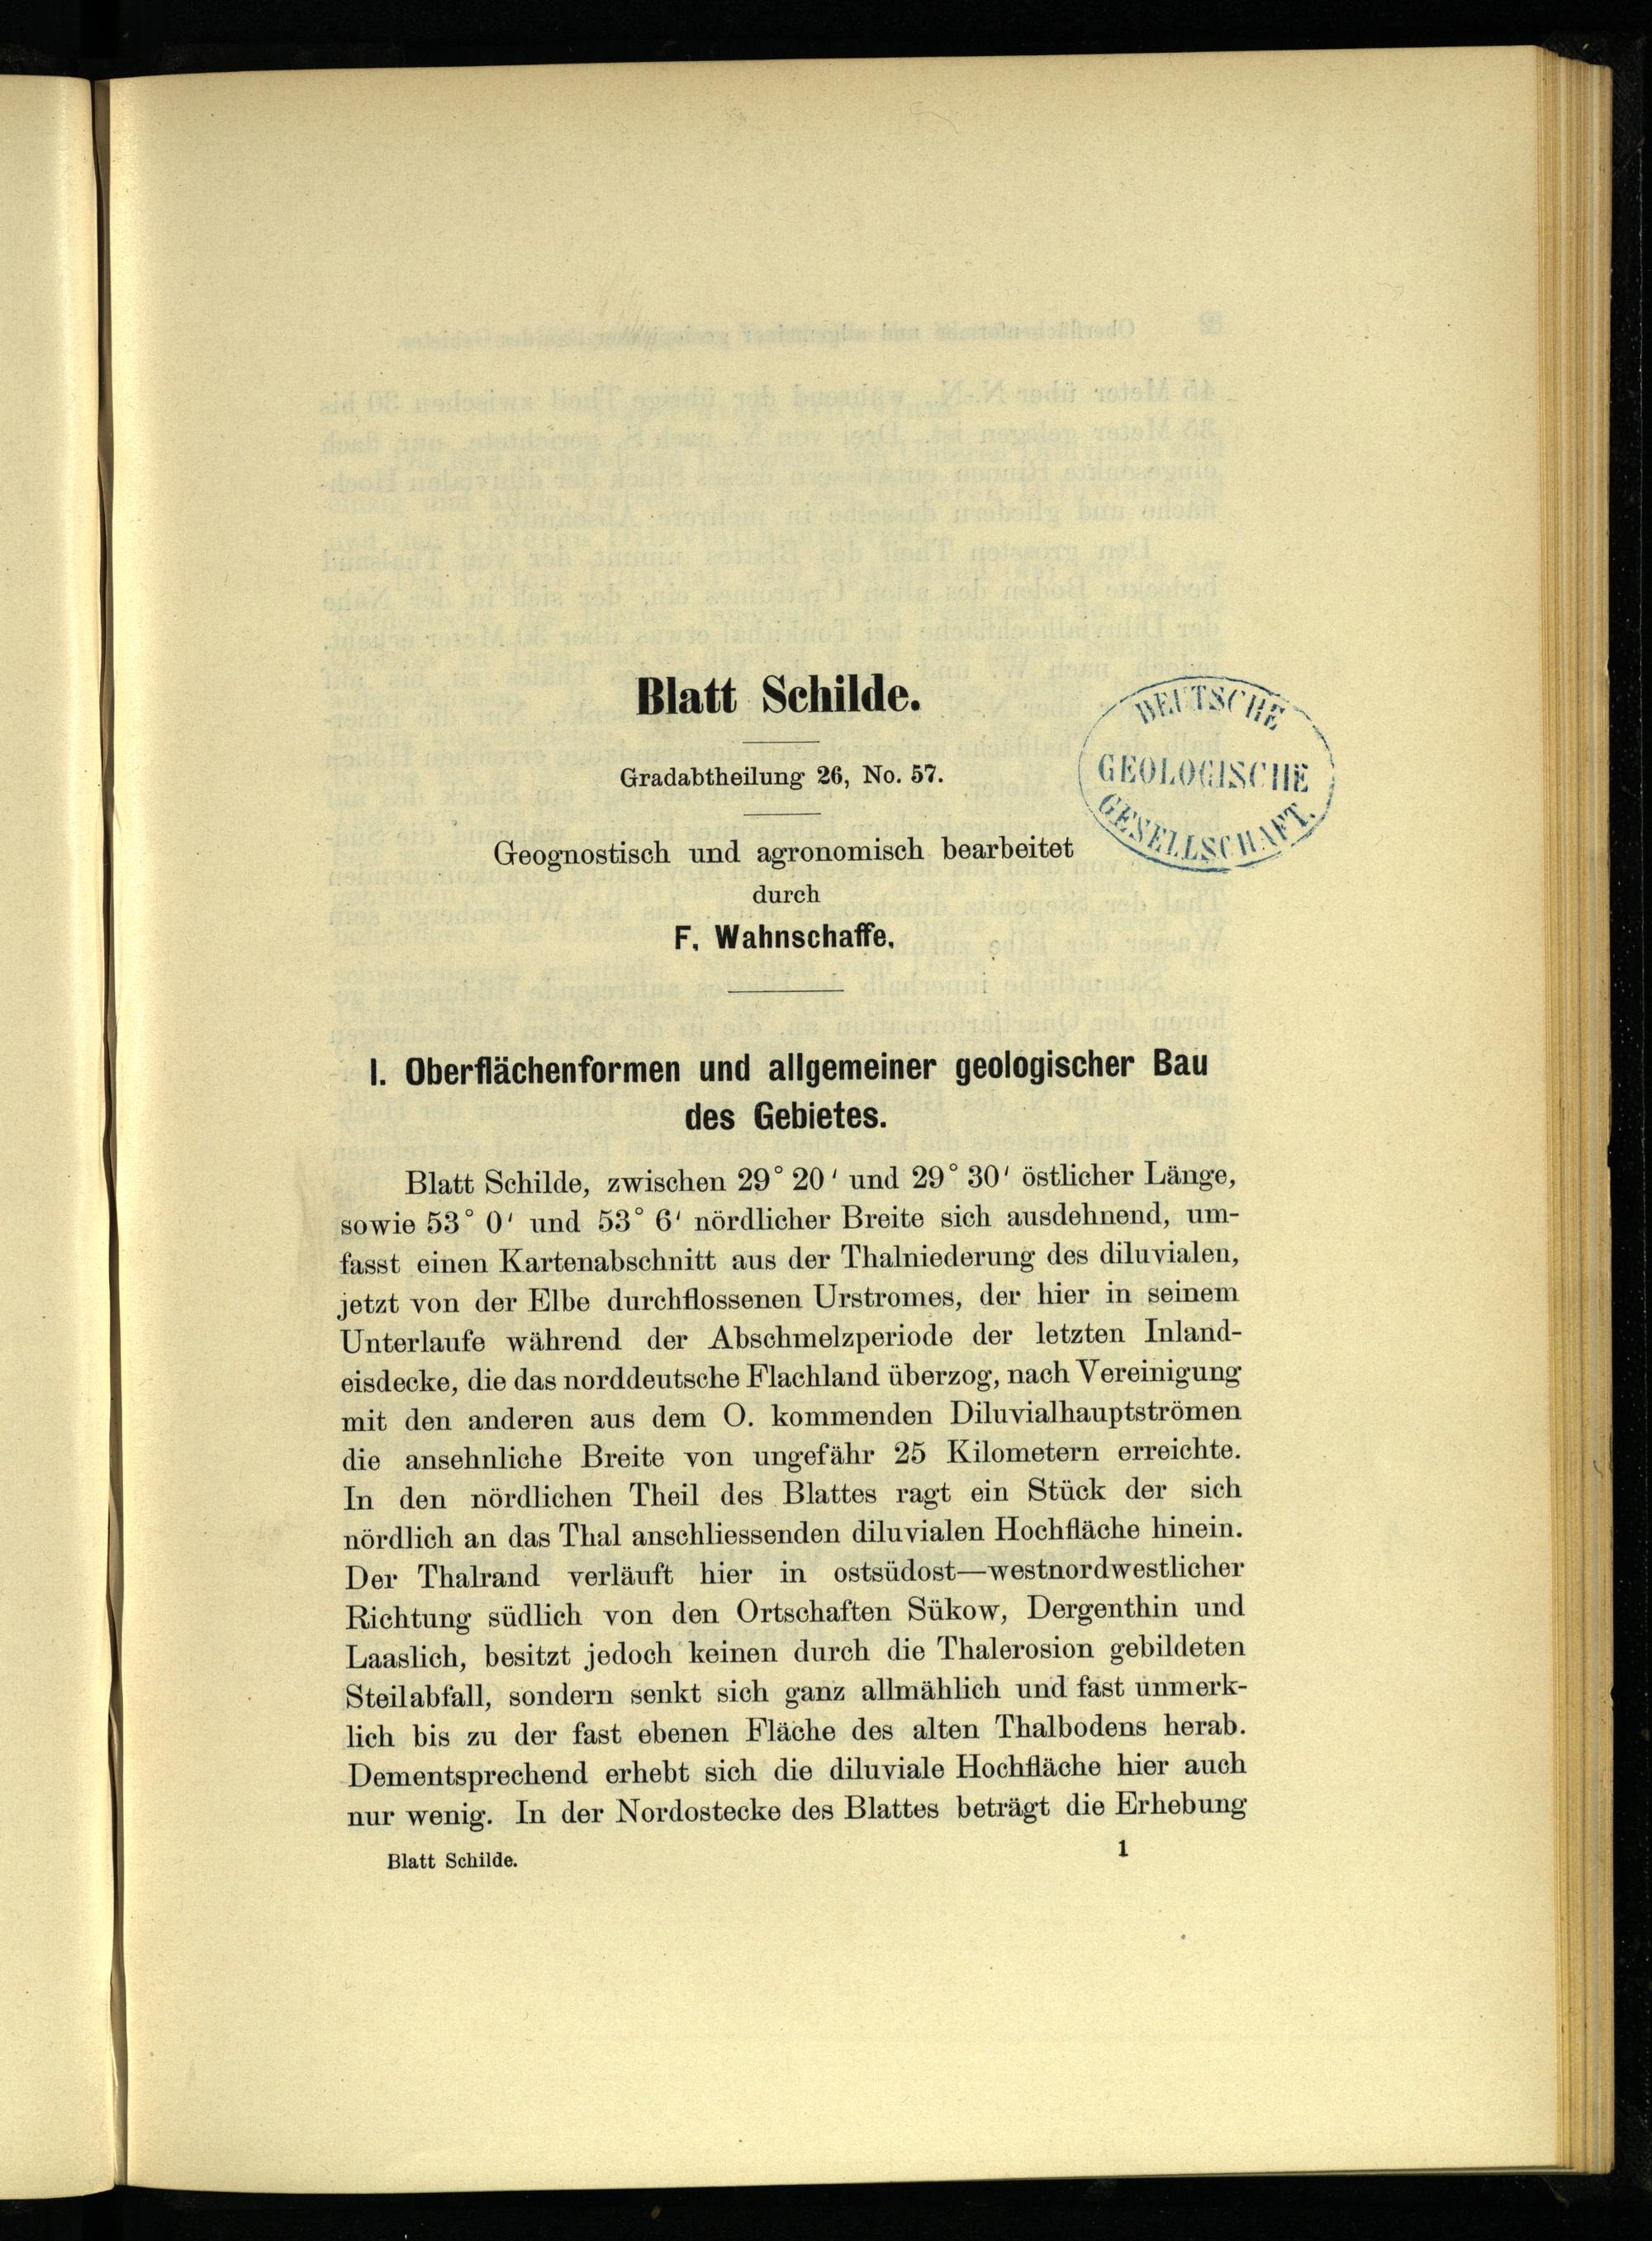 Blatt Schilde.
Gradabtheilung 26, No. 57.
DEUTSCHE
GEOLOGISCHE
GESELLSCHAFT.
Geognostisch und agronomisch bearbeitet
durch
F. Wahnschaffe.
I. Oberflächenformen und allgemeiner geologischer Bau
des Gebietes.
Blatt Schilde, zwischen 29° 20' und 29° 30' östlicher Länge,
sowie 53° 0' und 53° 6' nördlicher Breite sich ausdehnend, um-
fasst einen Kartenabschnitt aus der Thalniederung des diluvialen,
jetzt von der Elbe durchflossenen Urstromes, der hier in seinem
Unterlaufe während der Abschmelzperiode der letzten Inland-
eisdecke, die das norddeutsche Flachland überzog, nach Vereinigung
mit den anderen aus dem O. kommenden Diluvialhauptströmen
die ansehnliche Breite von ungefähr 25 Kilometern erreichte.
In den nördlichen Theil des Blattes ragt ein Stück der sich
nördlich an das Thal anschliessenden diluvialen Hochfläche hinein.
Der Thalrand verläuft hier in ostsüdost—westnordwestlicher
Richtung südlich von den Ortschaften Sükow, Dergenthin und
Laaslich, besitzt jedoch keinen durch die Thalerosion gebildeten
Steilabfall, sondern senkt sich ganz allmählich und fast unmerk-
lich bis zu der fast ebenen Fläche des alten Thalbodens herab.
Dementsprechend erhebt sich die diluviale Hochfläche hier auch
nur wenig. In der Nordostecke des Blattes beträgt die Erhebung
Blatt Schilde.
1